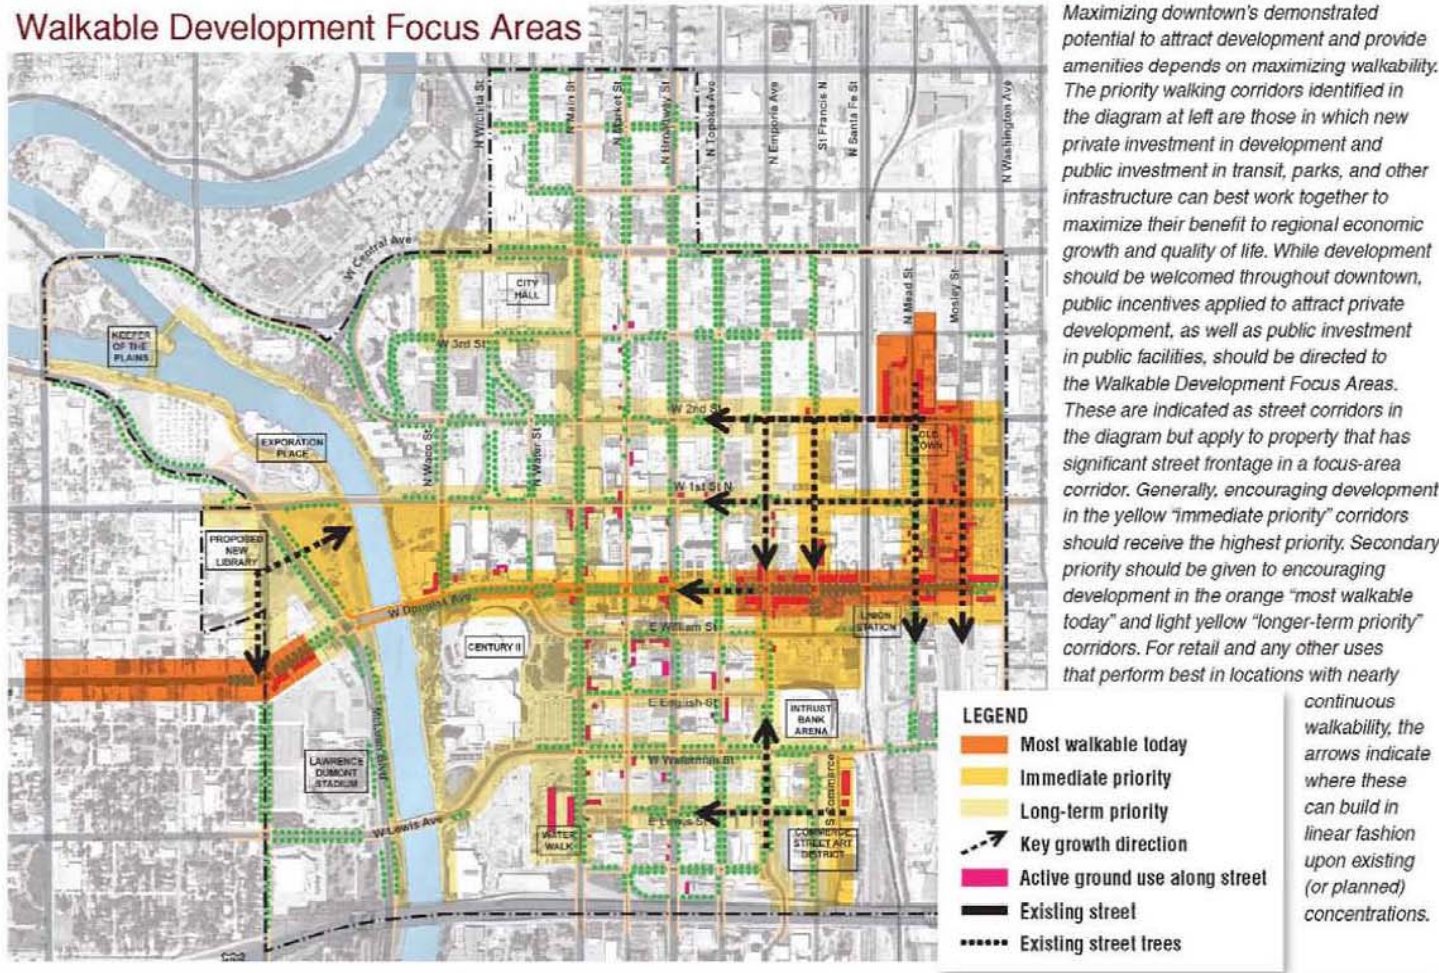 Walkable Development Focus Areas
Maximizing downtown's demonstrated
potential to attract development and provide
amenities depends on maximizing walkability.
The priority walking corridors identified in
the diagram at left are those in which new
private investment in development and
public investment in transit, parks, and other
infrastructure can best work together to
maximize their benefit to regional economic
growth and quality of life. While development
should be welcomed throughout downtown,
public incentives applied to attract private
development, as well as public investment
in public facilities, should be directed to
the Walkable Development Focus Areas.
These are indicated as street corridors in
the diagram but apply to property that has
significant street frontage in a focus-area
corridor. Generally, encouraging development
in the yellow "immediate priority" corridors
should receive the highest priority. Secondary
priority should be given to encouraging
development in the orange "most walkable
today" and light yellow "longer-term priority"
corridors. For retail and any other uses
that perform best in locations with nearly
continuous
walkability, the
arrows indicate
where these
can build in
linear fashion
upon existing
(or planned)
concentrations.
N Wichita St
N Main St
N Market St
N Broadway St
N Topeka Ave
N Emporia Ave
St Francis N
N Santa Fe St
N Washington Ave
W Central Ave
N Mead St
Mosley St
CITY
HALL
KEEPER
OF THE
PLAINS
W 3rd St
W 2nd St
OLD
TOWN
EXPORATION
PLACE
N Waco St
N Water St
W 1st St N
PROPOSED
NEW
LIBRARY
W Douglas Ave
UNION
STATION
E William St
CENTURY II
E English St
INTRUST
BANK
ARENA
McLean Blvd
W Waterman St
LAWRENCE
DUMONT
STADIUM
S Commerce
E Lewis St
W Lewis Ave
WATER
WALK
COMMERCE
STREET ART
DISTRICT
LEGEND
Most walkable today
Immediate priority
Long-term priority
Key growth direction
Active ground use along street
Existing street
Existing street trees